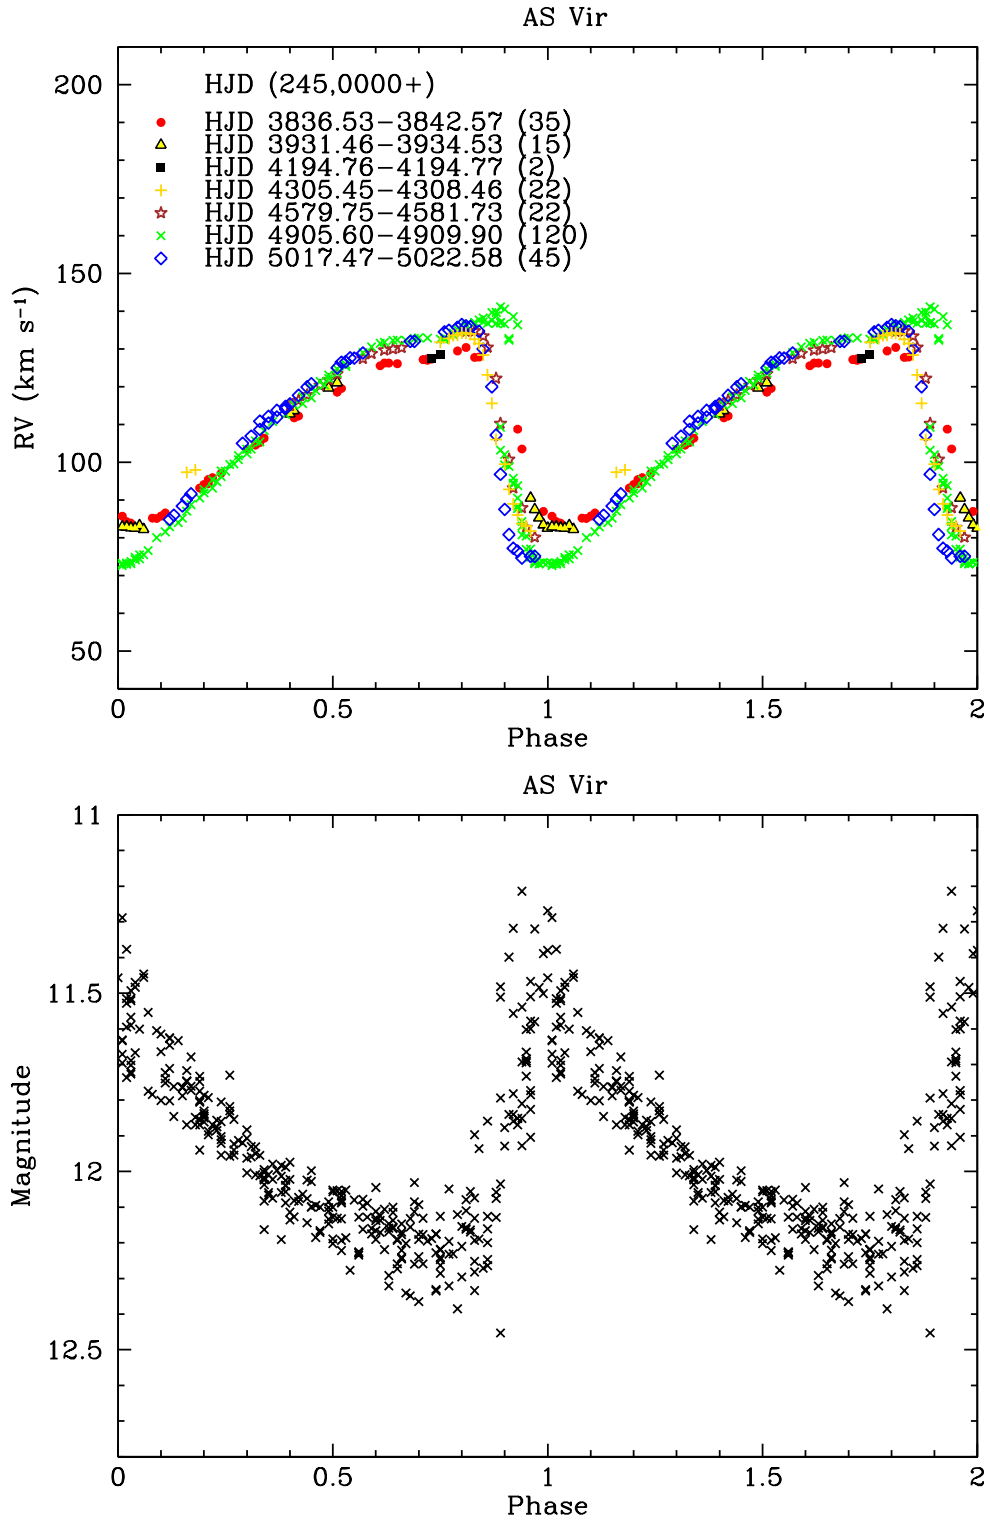 AS Vir
200
150
100
50
RV (km s⁻¹)
HJD (245,0000+)
HJD 3836.53−3842.57 (35)
HJD 3931.46−3934.53 (15)
HJD 4194.76−4194.77 (2)
HJD 4305.45−4308.46 (22)
HJD 4579.75−4581.73 (22)
HJD 4905.60−4909.90 (120)
HJD 5017.47−5022.58 (45)
0 0.5 1 1.5 2
Phase
AS Vir
11
11.5
12
12.5
Magnitude
0 0.5 1 1.5 2
Phase